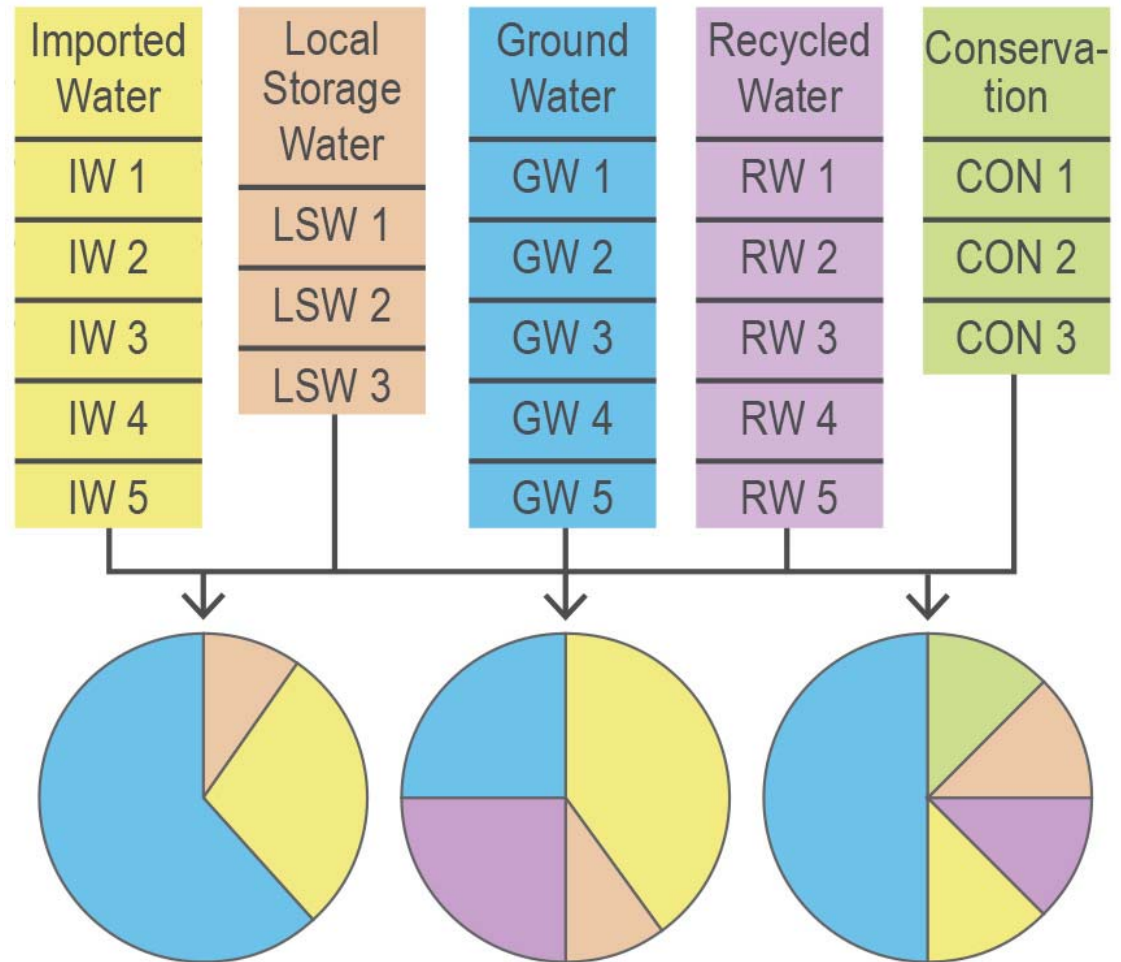 Imported
Water
IW 1
IW 2
IW 3
IW 4
IW 5
Local
Storage
Water
LSW 1
LSW 2
LSW 3
Ground
Water
GW 1
GW 2
GW 3
GW 4
GW 5
Recycled
Water
RW 1
RW 2
RW 3
RW 4
RW 5
Conserva-
tion
CON 1
CON 2
CON 3